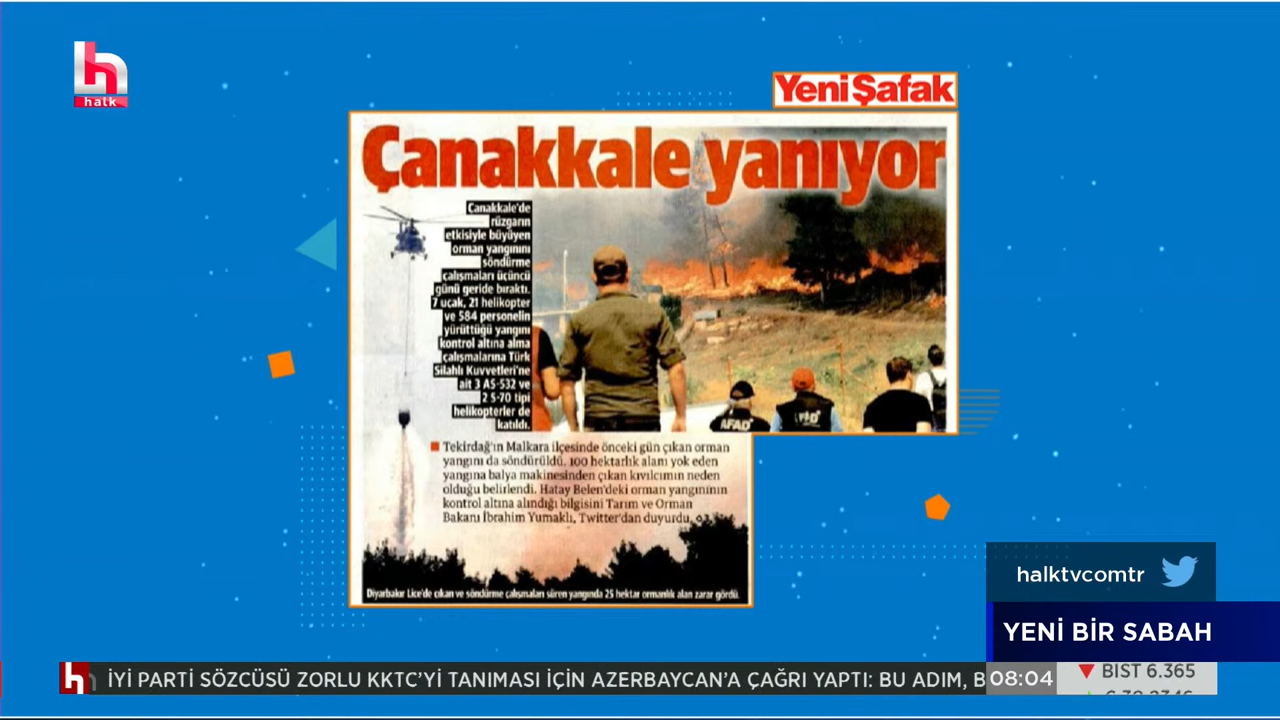 halk
Yeni Şafak
Çanakkale yanıyor
Çanakkale'de
rüzgarın
etkisiyle büyüyen
orman yangınını
söndürme
çalışmaları üçüncü
günü geride bıraktı.
7 uçak, 21 helikopter
ve 584 personelin
yürüttüğü yangını
kontrol altına alma
çalışmalarına Türk
Silahlı Kuvvetleri'ne
ait 3 AS-532 ve
2 S-70 tipi
helikopterler de
katıldı.
AFAD
AFAD
Tekirdağ'ın Malkara ilçesinde önceki gün çıkan orman
yangını da söndürüldü. 100 hektarlık alanı yok eden
yangına balya makinesinden çıkan kıvılcımın neden
olduğu belirlendi. Hatay Belen'deki orman yangınının
kontrol altına alındığı bilgisini Tarım ve Orman
Bakanı İbrahim Yumaklı, Twitter'dan duyurdu.
Diyarbakır Lice'de çıkan ve söndürme çalışmaları süren yangında 25 hektar ormanlık alan zarar gördü.
halktvcomtr
YENİ BİR SABAH
h İYİ PARTİ SÖZCÜSÜ ZORLU KKTC'Yİ TANIMASI İÇİN AZERBAYCAN'A ÇAĞRI YAPTI: BU ADIM, B
08:04
BIST 6.365